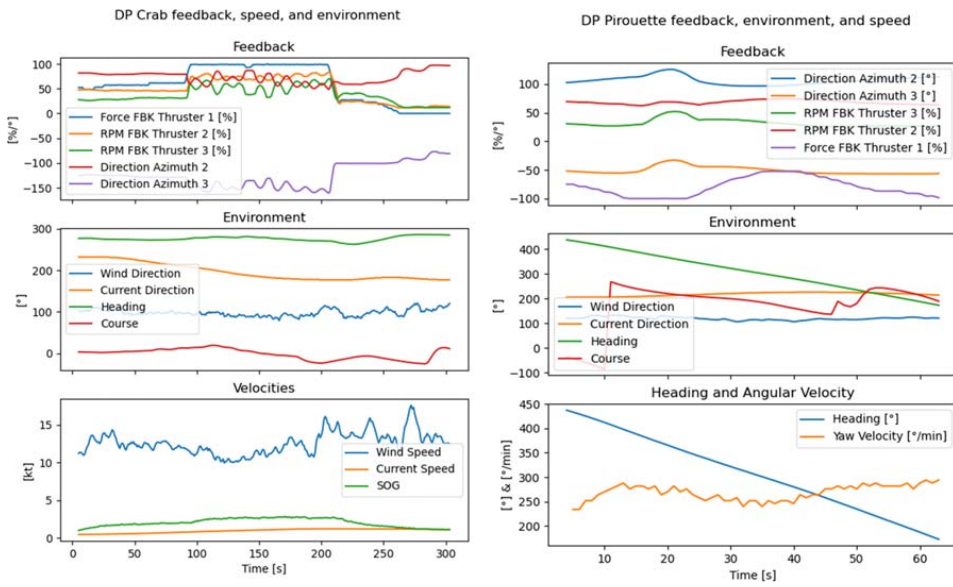 DP Crab feedback, speed, and environment
Feedback
100
50
0
−50
−100
−150
[%/°]
Force FBK Thruster 1 [%]
RPM FBK Thruster 2 [%]
RPM FBK Thruster 3 [%]
Direction Azimuth 2
Direction Azimuth 3
Environment
300
200
100
0
[°]
Wind Direction
Current Direction
Heading
Course
Velocities
15
10
5
0
[kt]
Wind Speed
Current Speed
SOG
0 50 100 150 200 250 300
Time [s]
DP Pirouette feedback, environment, and speed
Feedback
100
50
0
−50
−100
[%/°]
Direction Azimuth 2 [°]
Direction Azimuth 3 [°]
RPM FBK Thruster 3 [%]
RPM FBK Thruster 2 [%]
Force FBK Thruster 1 [%]
Environment
400
300
200
100
0
−100
[°]
Wind Direction
Current Direction
Heading
Course
Heading and Angular Velocity
450
400
350
300
250
200
[°] & [°/min]
Heading [°]
Yaw Velocity [°/min]
10 20 30 40 50 60
Time [s]